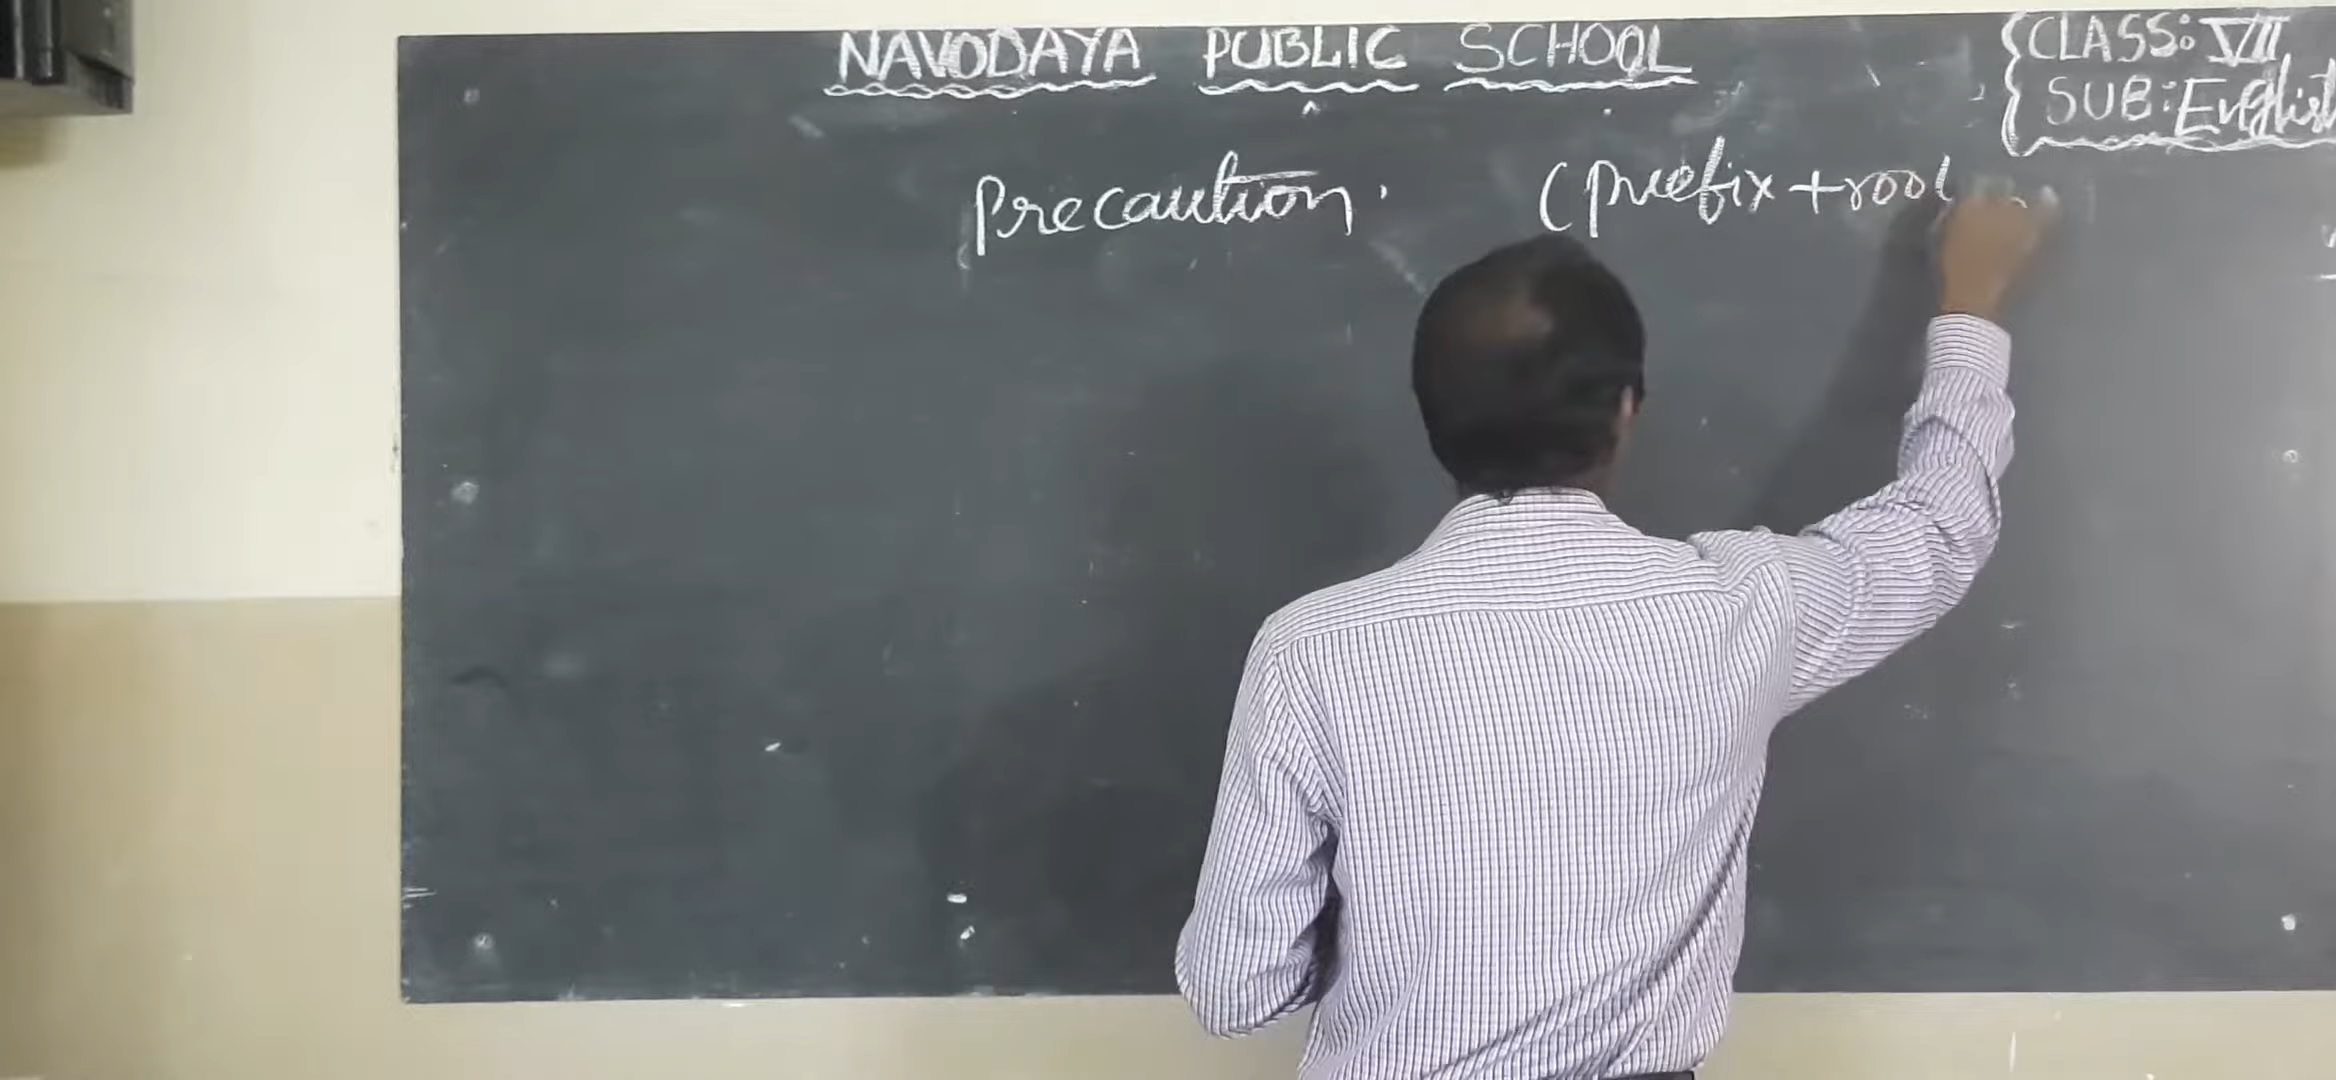 NAVODAYA PUBLIC SCHOOL
CLASS: VII
SUB: English
Precaution. (prefix + root